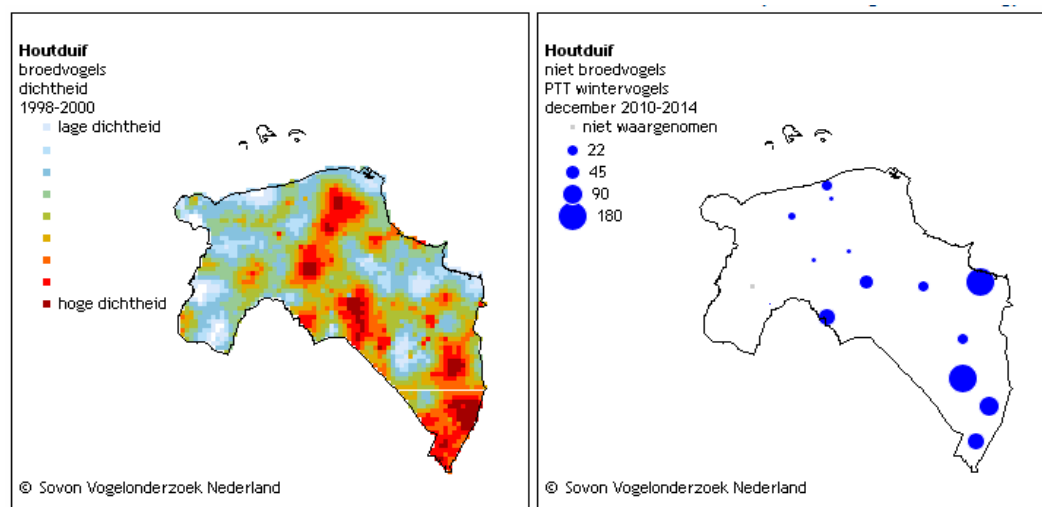 Houtduif
broedvogels
dichtheid
1998-2000
lage dichtheid
hoge dichtheid
© Sovon Vogelonderzoek Nederland
Houtduif
niet broedvogels
PTT wintervogels
december 2010-2014
niet waargenomen
22
45
90
180
© Sovon Vogelonderzoek Nederland